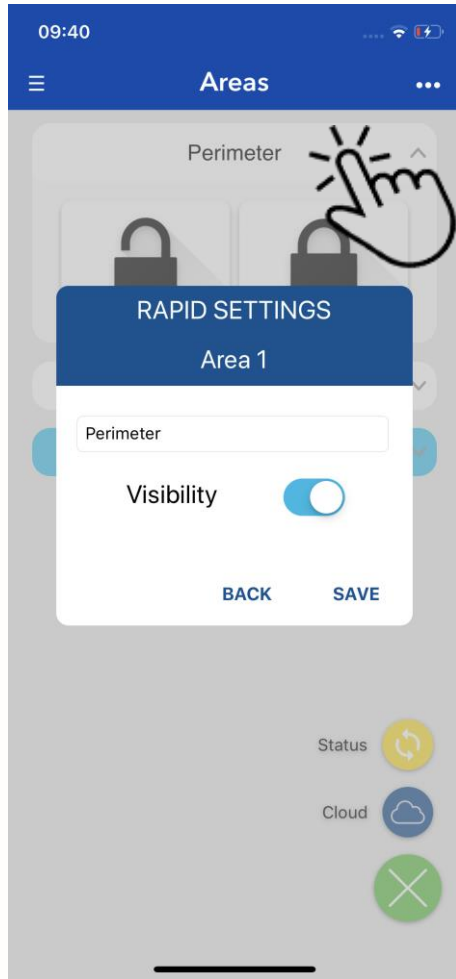 09:40
Areas
Perimeter
RAPID SETTINGS
Area 1
Perimeter
Visibility
BACK SAVE
Status
Cloud